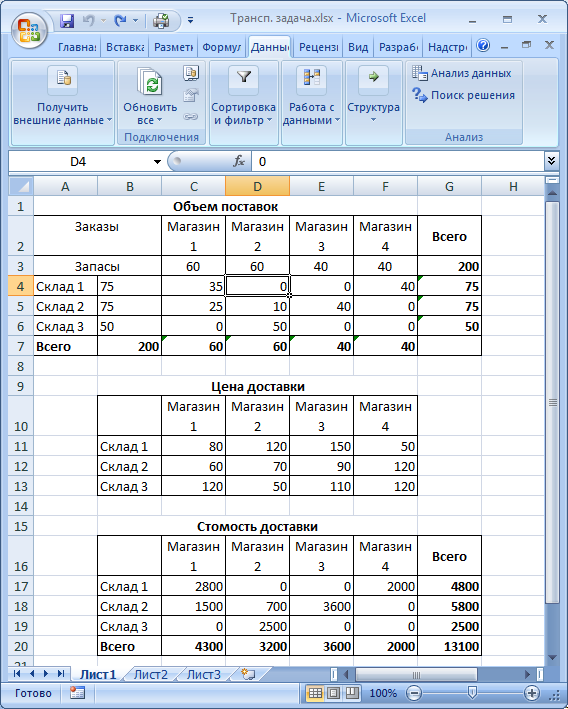 Трансп. задача.xlsx - Microsoft Excel
Главна Вставка Размети Формул Данны Рецензи Вид Разраб Надстро
Получить внешние данные
Обновить все
Подключения
Сортировка и фильтр
Работа с данными
Структура
Анализ данных
Поиск решения
Анализ
D4 fx 0
A B C D E F G H
1 Объем поставок
2 Заказы Магазин 1 Магазин 2 Магазин 3 Магазин 4 Всего
3 Запасы 60 60 40 40 200
4 Склад 1 75 35 0 0 40 75
5 Склад 2 75 25 10 40 0 75
6 Склад 3 50 0 50 0 0 50
7 Всего 200 60 60 40 40
8
9 Цена доставки
10 Магазин 1 Магазин 2 Магазин 3 Магазин 4
11 Склад 1 80 120 150 50
12 Склад 2 60 70 90 120
13 Склад 3 120 50 110 120
14
15 Стомость доставки
16 Магазин 1 Магазин 2 Магазин 3 Магазин 4 Всего
17 Склад 1 2800 0 0 2000 4800
18 Склад 2 1500 700 3600 0 5800
19 Склад 3 0 2500 0 0 2500
20 Всего 4300 3200 3600 2000 13100
Лист1 Лист2 Лист3
Готово 100%